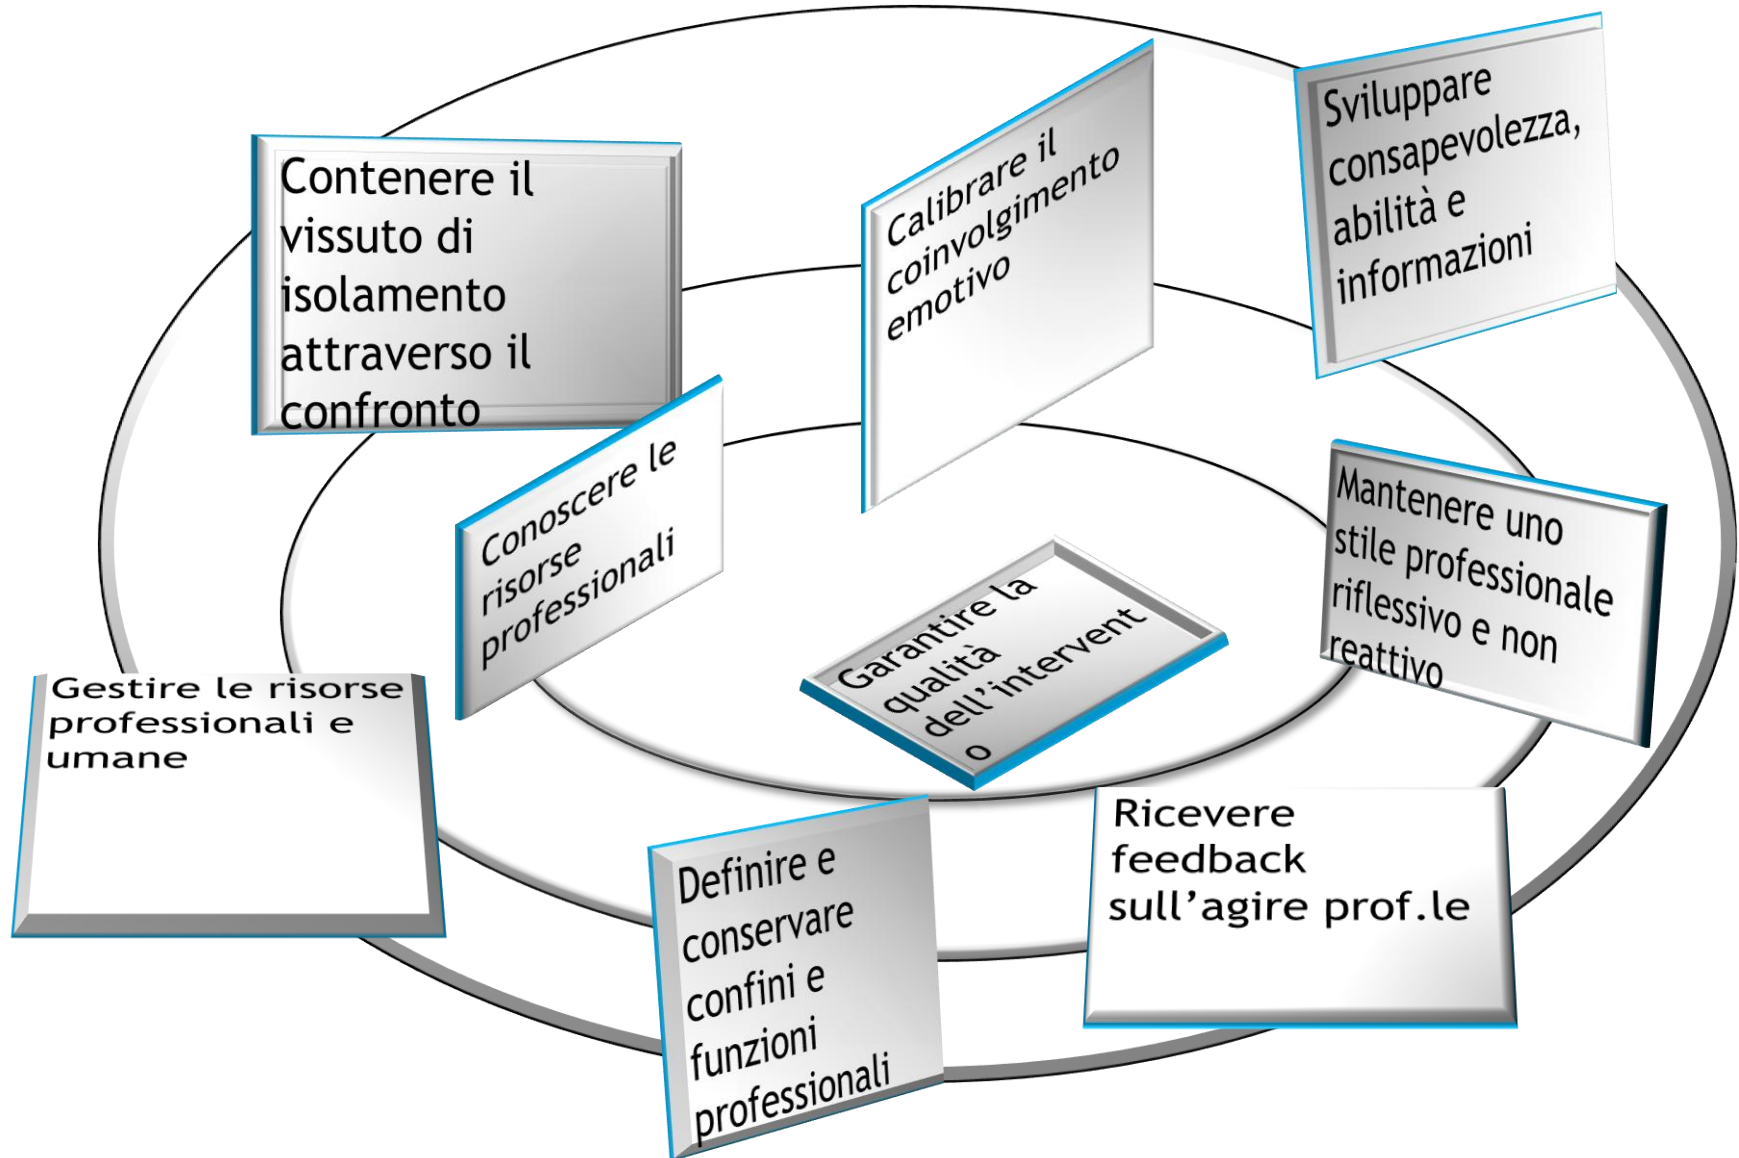 Contenere il
vissuto di
isolamento
attraverso il
confronto
Calibrare il
coinvolgimento
emotivo
Sviluppare
consapevolezza,
abilità e
informazioni
Conoscere le
risorse
professionali
Mantenere uno
stile professionale
riflessivo e non
reattivo
Garantire la
qualità
dell’intervent
o
Gestire le risorse
professionali e
umane
Definire e
conservare
confini e
funzioni
professionali
Ricevere
feedback
sull’agire prof.le